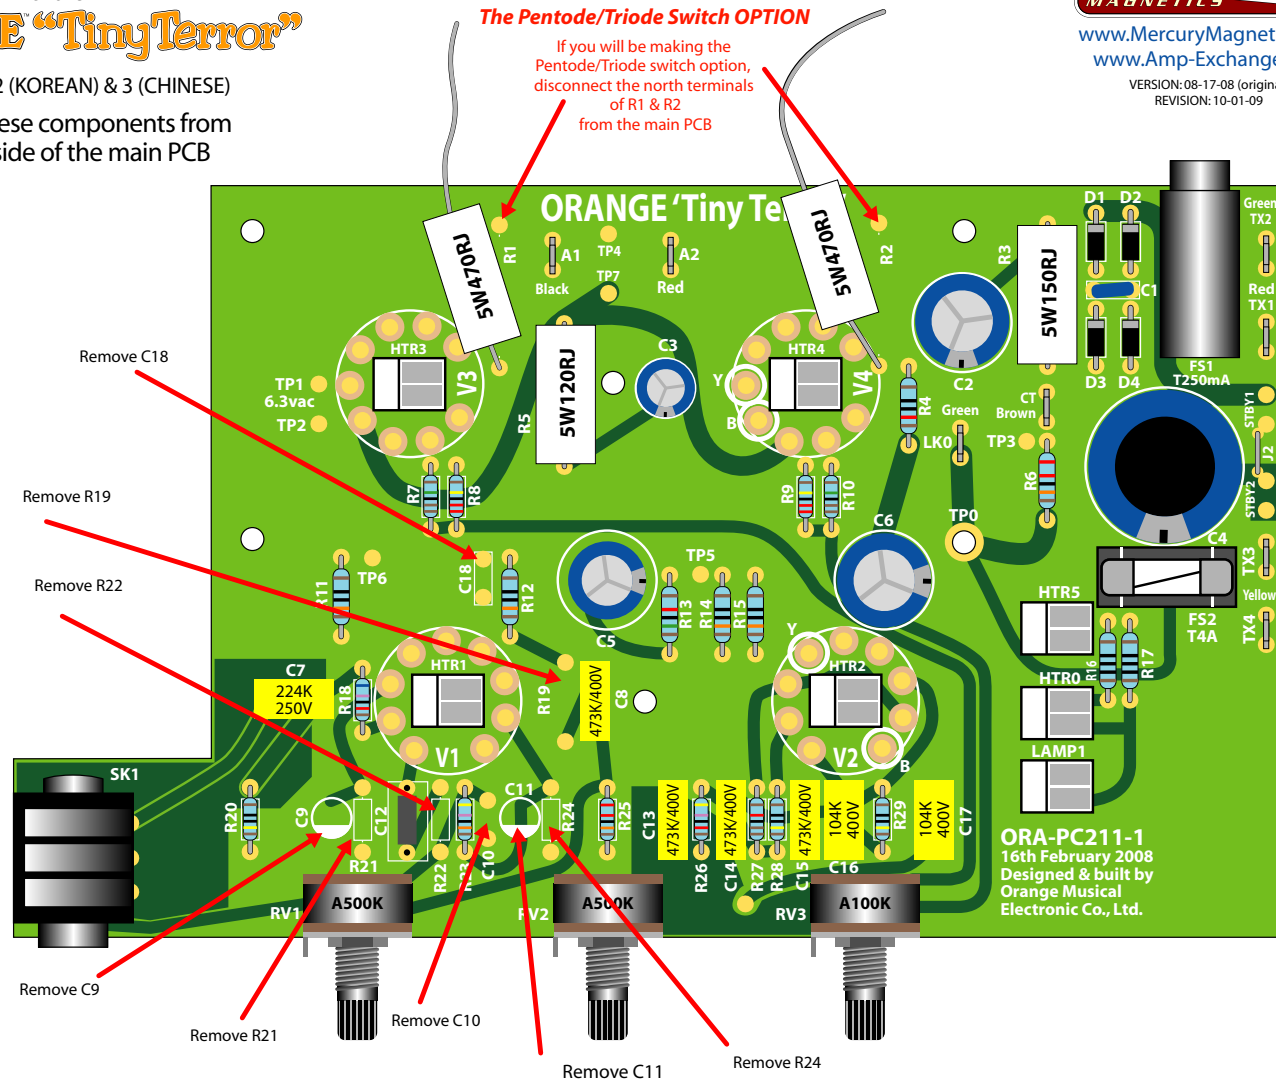 E “TinyTerror”
2 (KOREAN) & 3 (CHINESE)
ese components from
side of the main PCB
The Pentode/Triode Switch OPTION
If you will be making the
Pentode/Triode switch option,
disconnect the north terminals
of R1 & R2
from the main PCB
MAGNETICS
www.MercuryMagnet
www.Amp-Exchange
VERSION: 08-17-08 (origina
REVISION: 10-01-09
ORANGE ‘Tiny Te
R1
A1
Black
TP4
TP7
A2
Red
R2
R3
D1
D2
C1
D3
D4
Green
TX2
Red
TX1
FS1
T250mA
5W470RJ
5W470RJ
5W150RJ
5W120RJ
HTR3
V3
R5
C3
HTR4
V4
Y
B
C2
R4
Green
LK0
CT
Brown
TP3
R6
STBY1
J2
STBY2
TP1
6.3vac
TP2
Remove C18
Remove R19
Remove R22
R7
R8
R9
R10
C6
TP0
C4
TX3
Yellow
TX4
FS2
T4A
HTR5
R16
R17
HTR0
LAMP1
R11
TP6
C18
R12
C5
TP5
R13
R14
R15
C7
224K
250V
R18
HTR1
V1
R19
473K/400V
C8
Y
HTR2
V2
B
SK1
R20
C9
C12
R21
R22
R23
C10
C11
R24
R25
C13
473K/400V
R26
473K/400V
C14
R27
R28
473K/400V
C15
104K
400V
C16
R29
104K
400V
C17
ORA-PC211-1
16th February 2008
Designed & built by
Orange Musical
Electronic Co., Ltd.
RV1
A500K
RV2
A500K
RV3
A100K
Remove C9
Remove R21
Remove C10
Remove C11
Remove R24